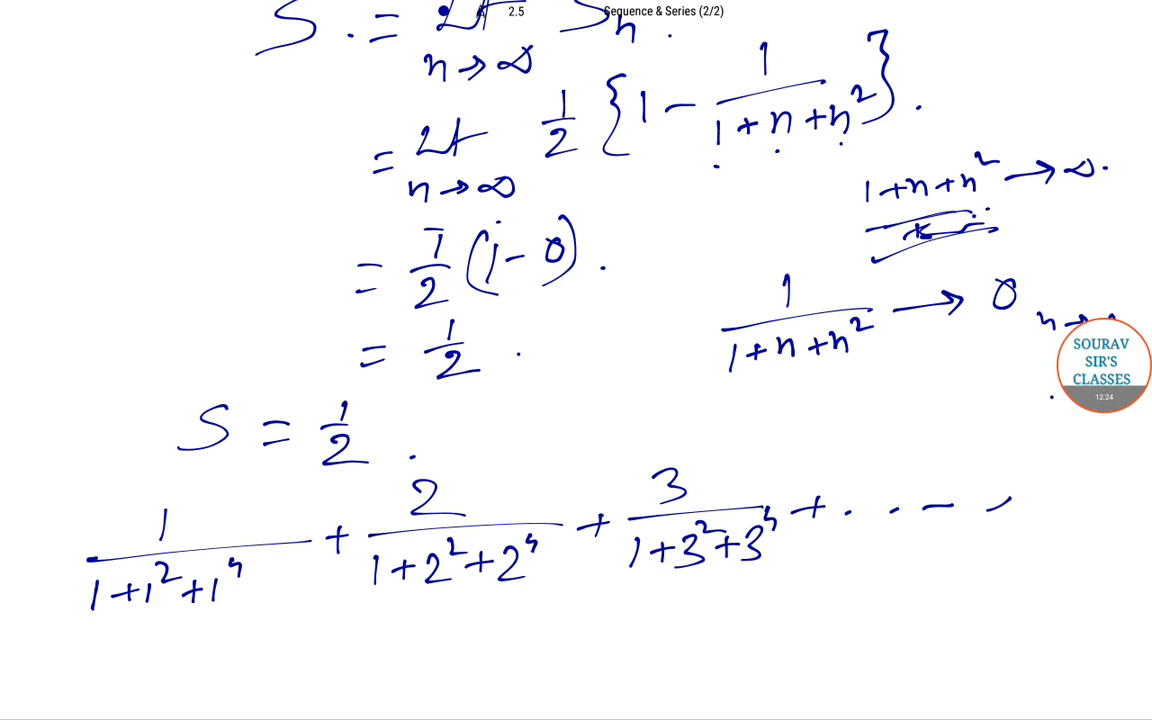 2.5 Sequence & Series (2/2)
S = Lt Sn .
n → ∞
= Lt 1/2 { 1 - 1/(1 + n + n²) } .
n → ∞
1 + n + n² → ∞ .
= 1/2 (1 - 0) .
1/(1 + n + n²) → 0
n →
= 1/2 .
SOURAV
SIR'S
CLASSES
12:24
S = 1/2 .
1/(1 + 1² + 1⁴) + 2/(1 + 2² + 2⁴) + 3/(1 + 3² + 3⁴) + . . . -